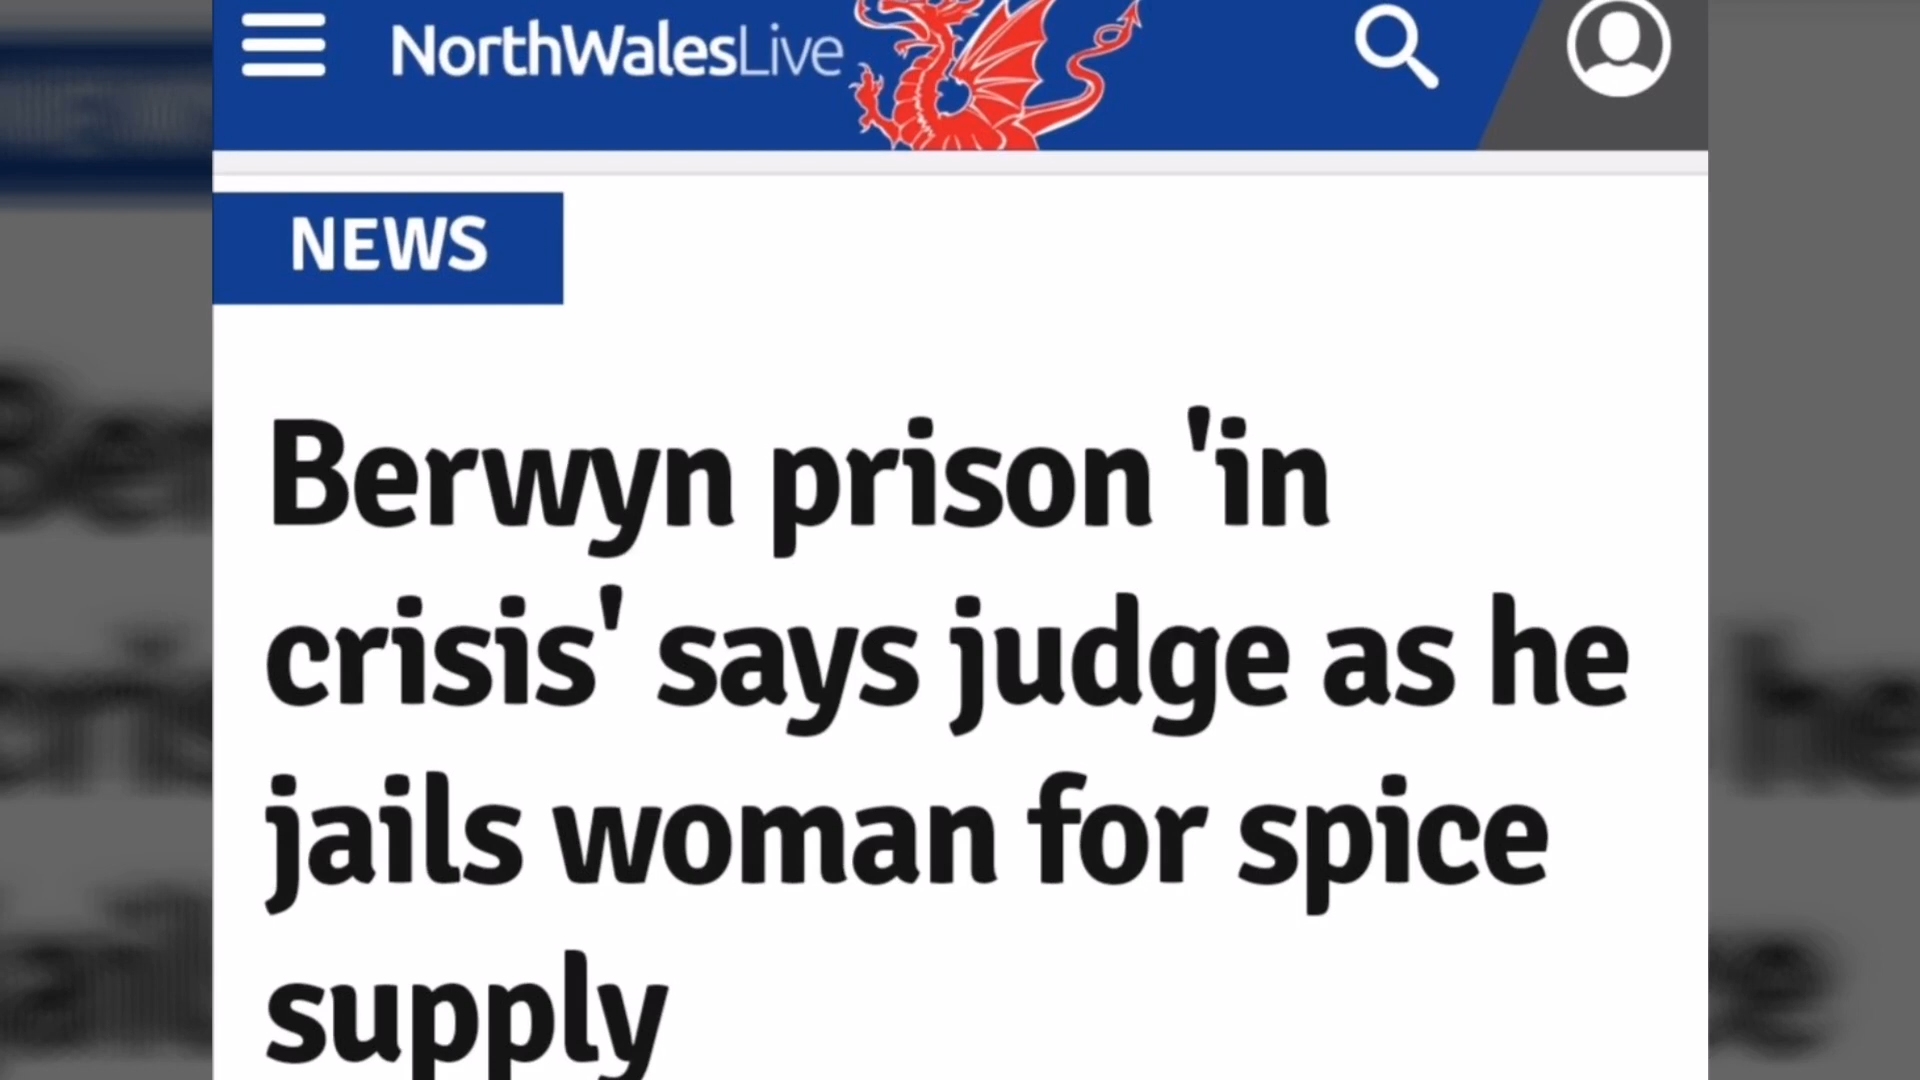 NorthWalesLive
NEWS
Berwyn prison 'in
crisis' says judge as he
jails woman for spice
supply